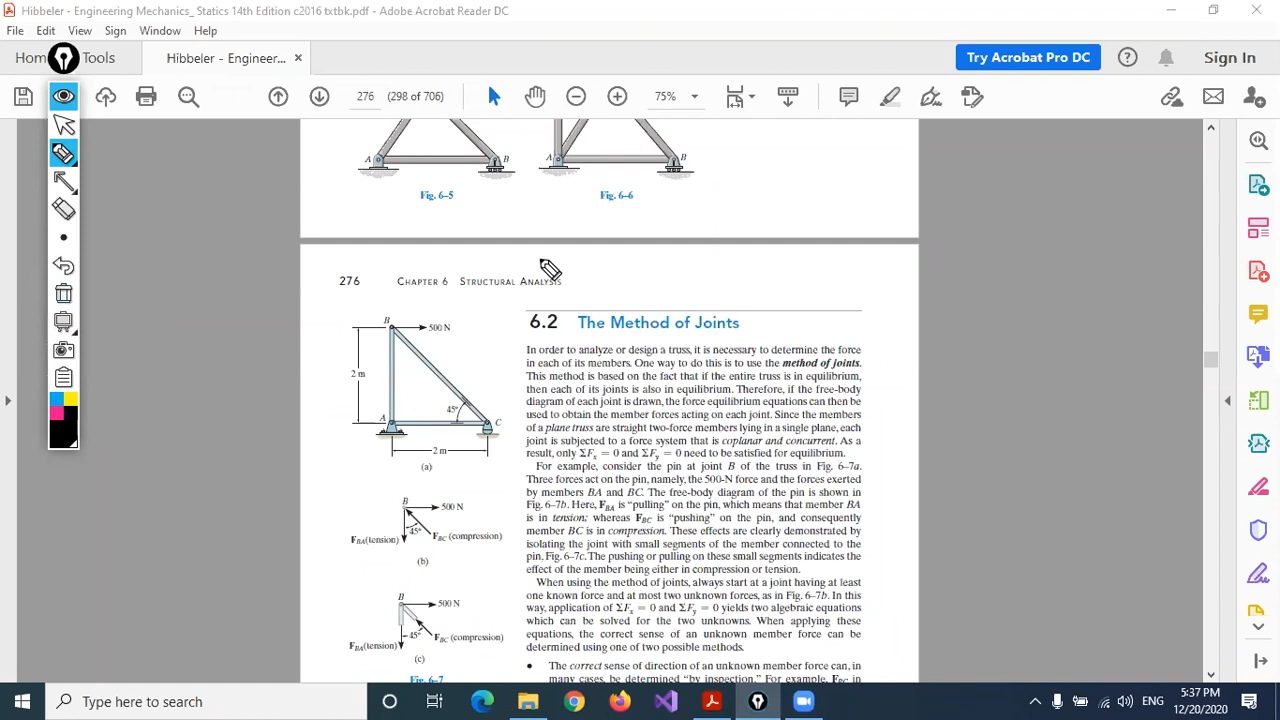 Hibbeler - Engineering Mechanics_ Statics 14th Edition c2016 txtbk.pdf - Adobe Acrobat Reader DC
File Edit View Sign Window Help
Hom Tools Hibbeler - Engineer... × Try Acrobat Pro DC Sign In
276 (298 of 706) 75%
A B A B
Fig. 6–5 Fig. 6–6
276 Chapter 6 Structural Analysis
B 500 N
2 m
45°
A C
2 m
(a)
B 500 N
45°
FBA(tension) FBC(compression)
(b)
B 500 N
45°
FBA(tension) FBC(compression)
(c)
Fig. 6–7
6.2 The Method of Joints
In order to analyze or design a truss, it is necessary to determine the force
in each of its members. One way to do this is to use the method of joints.
This method is based on the fact that if the entire truss is in equilibrium,
then each of its joints is also in equilibrium. Therefore, if the free-body
diagram of each joint is drawn, the force equilibrium equations can then be
used to obtain the member forces acting on each joint. Since the members
of a plane truss are straight two-force members lying in a single plane, each
joint is subjected to a force system that is coplanar and concurrent. As a
result, only ΣFx = 0 and ΣFy = 0 need to be satisfied for equilibrium.
For example, consider the pin at joint B of the truss in Fig. 6–7a.
Three forces act on the pin, namely, the 500-N force and the forces exerted
by members BA and BC. The free-body diagram of the pin is shown in
Fig. 6–7b. Here, FBA is “pulling” on the pin, which means that member BA
is in tension; whereas FBC is “pushing” on the pin, and consequently
member BC is in compression. These effects are clearly demonstrated by
isolating the joint with small segments of the member connected to the
pin, Fig. 6–7c. The pushing or pulling on these small segments indicates the
effect of the member being either in compression or tension.
When using the method of joints, always start at a joint having at least
one known force and at most two unknown forces, as in Fig. 6–7b. In this
way, application of ΣFx = 0 and ΣFy = 0 yields two algebraic equations
which can be solved for the two unknowns. When applying these
equations, the correct sense of an unknown member force can be
determined using one of two possible methods.
• The correct sense of direction of an unknown member force can, in
many cases, be determined “by inspection.” For example, FBC in
Type here to search
ENG
5:37 PM
12/20/2020